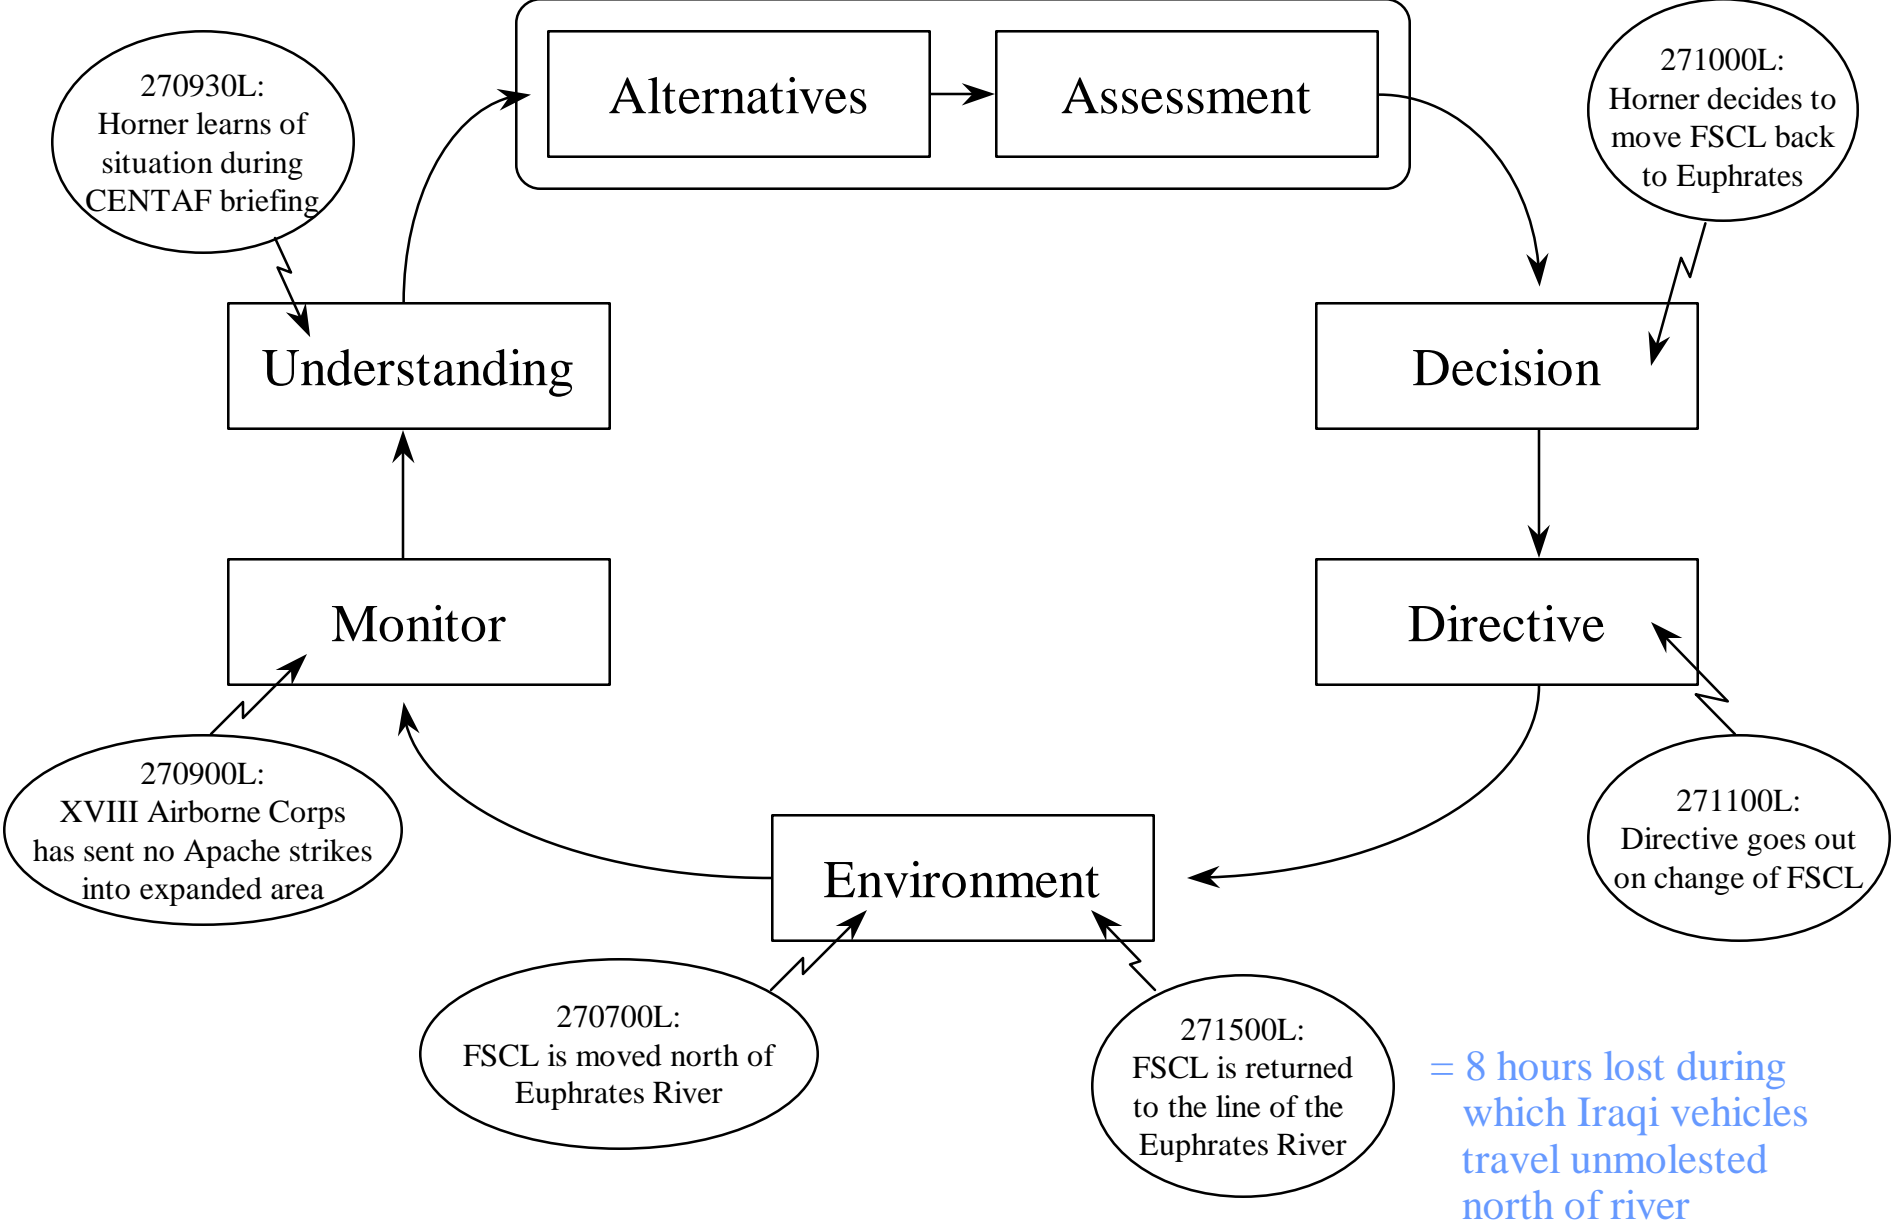 270930L:
Horner learns of
situation during
CENTAF briefing
Alternatives
Assessment
271000L:
Horner decides to
move FSCL back
to Euphrates
Understanding
Decision
Monitor
Directive
270900L:
XVIII Airborne Corps
has sent no Apache strikes
into expanded area
Environment
271100L:
Directive goes out
on change of FSCL
270700L:
FSCL is moved north of
Euphrates River
271500L:
FSCL is returned
to the line of the
Euphrates River
= 8 hours lost during
which Iraqi vehicles
travel unmolested
north of river